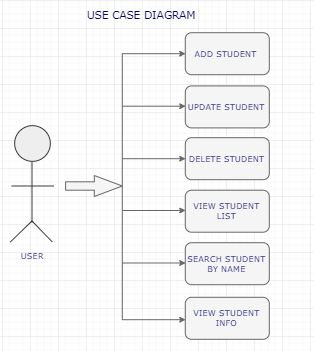 USE CASE DIAGRAM
ADD STUDENT
UPDATE STUDENT
DELETE STUDENT
VIEW STUDENT
LIST
SEARCH STUDENT
BY NAME
USER
VIEW STUDENT
INFO